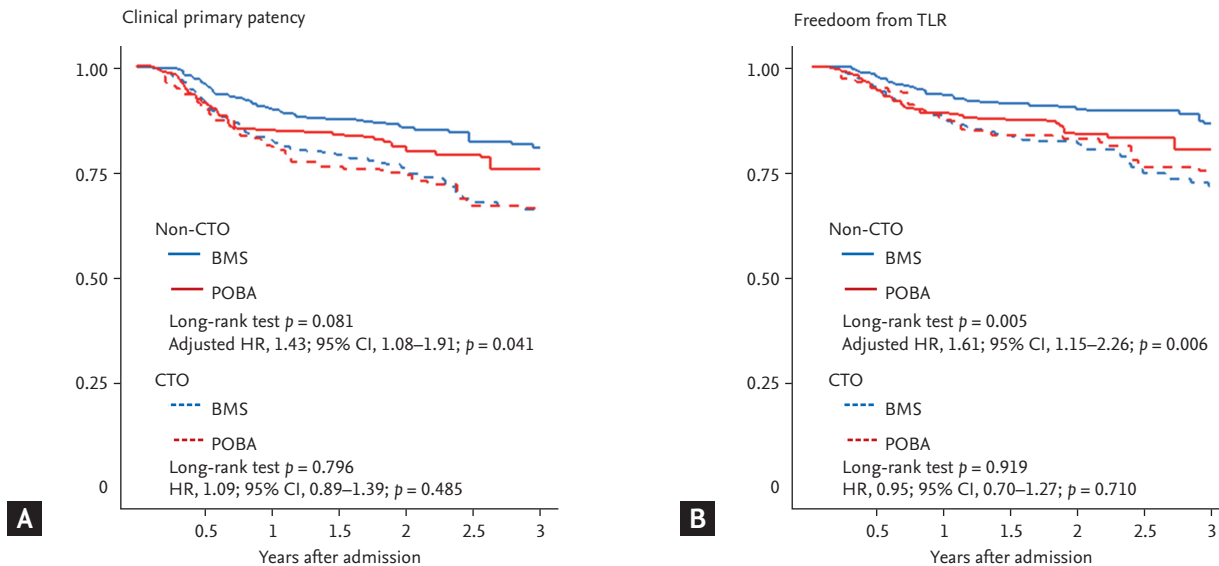 Clinical primary patency
1.00
0.75
0.50
0.25
0
Non-CTO
BMS
POBA
Long-rank test p = 0.081
Adjusted HR, 1.43; 95% CI, 1.08–1.91; p = 0.041
CTO
BMS
POBA
Long-rank test p = 0.796
HR, 1.09; 95% CI, 0.89–1.39; p = 0.485
0.5 1 1.5 2 2.5 3
Years after admission
A
Freedoom from TLR
1.00
0.75
0.50
0.25
0
Non-CTO
BMS
POBA
Long-rank test p = 0.005
Adjusted HR, 1.61; 95% CI, 1.15–2.26; p = 0.006
CTO
BMS
POBA
Long-rank test p = 0.919
HR, 0.95; 95% CI, 0.70–1.27; p = 0.710
0.5 1 1.5 2 2.5 3
Years after admission
B